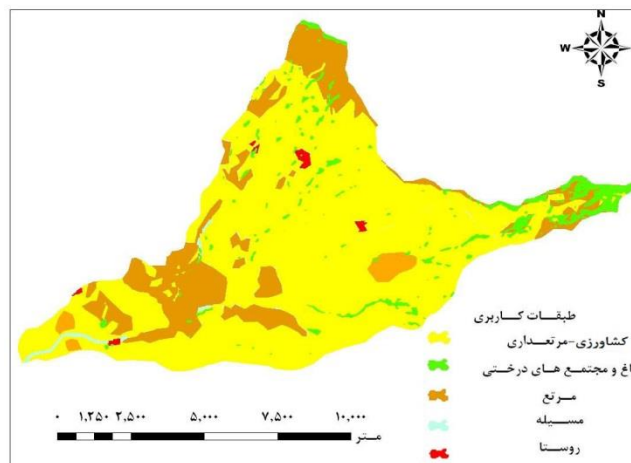 N
W E
S
طبقات کاربری
کشاورزی-مرتعداری
اغ و مجتمع های درختی
مرتع
مسیله
روستا
۰ ۱,۲۵۰ ۲,۵۰۰ ۵,۰۰۰ ۷,۵۰۰ ۱۰,۰۰۰
متر